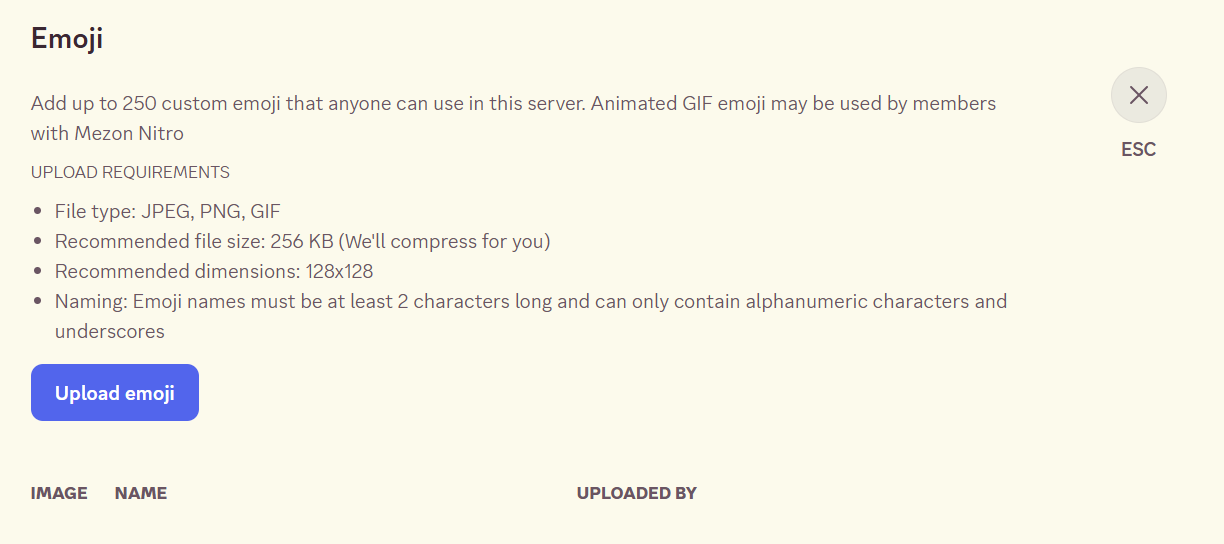 Emoji
Add up to 250 custom emoji that anyone can use in this server. Animated GIF emoji may be used by members
with Mezon Nitro
UPLOAD REQUIREMENTS
• File type: JPEG, PNG, GIF
• Recommended file size: 256 KB (We'll compress for you)
• Recommended dimensions: 128x128
• Naming: Emoji names must be at least 2 characters long and can only contain alphanumeric characters and
underscores
Upload emoji
ESC
IMAGE NAME UPLOADED BY